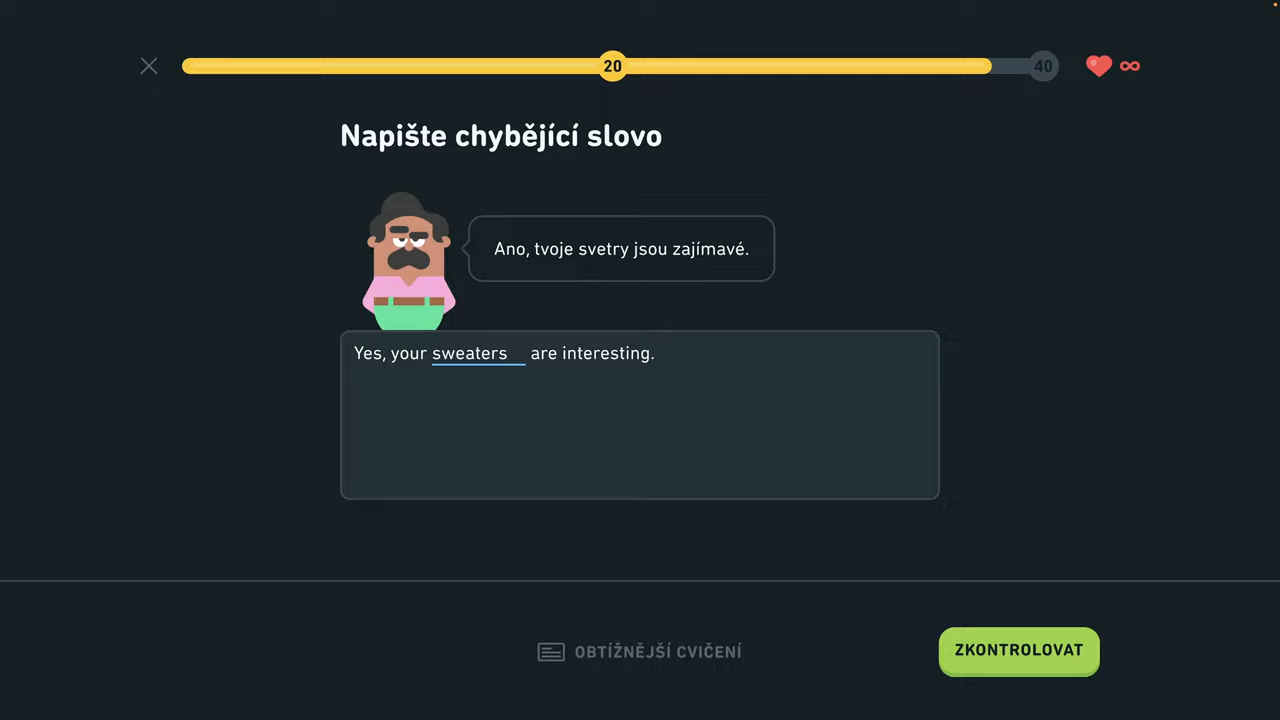 20
40
∞
Napište chybějící slovo
Ano, tvoje svetry jsou zajímavé.
Yes, your sweaters are interesting.
OBTÍŽNĚJŠÍ CVIČENÍ
ZKONTROLOVAT